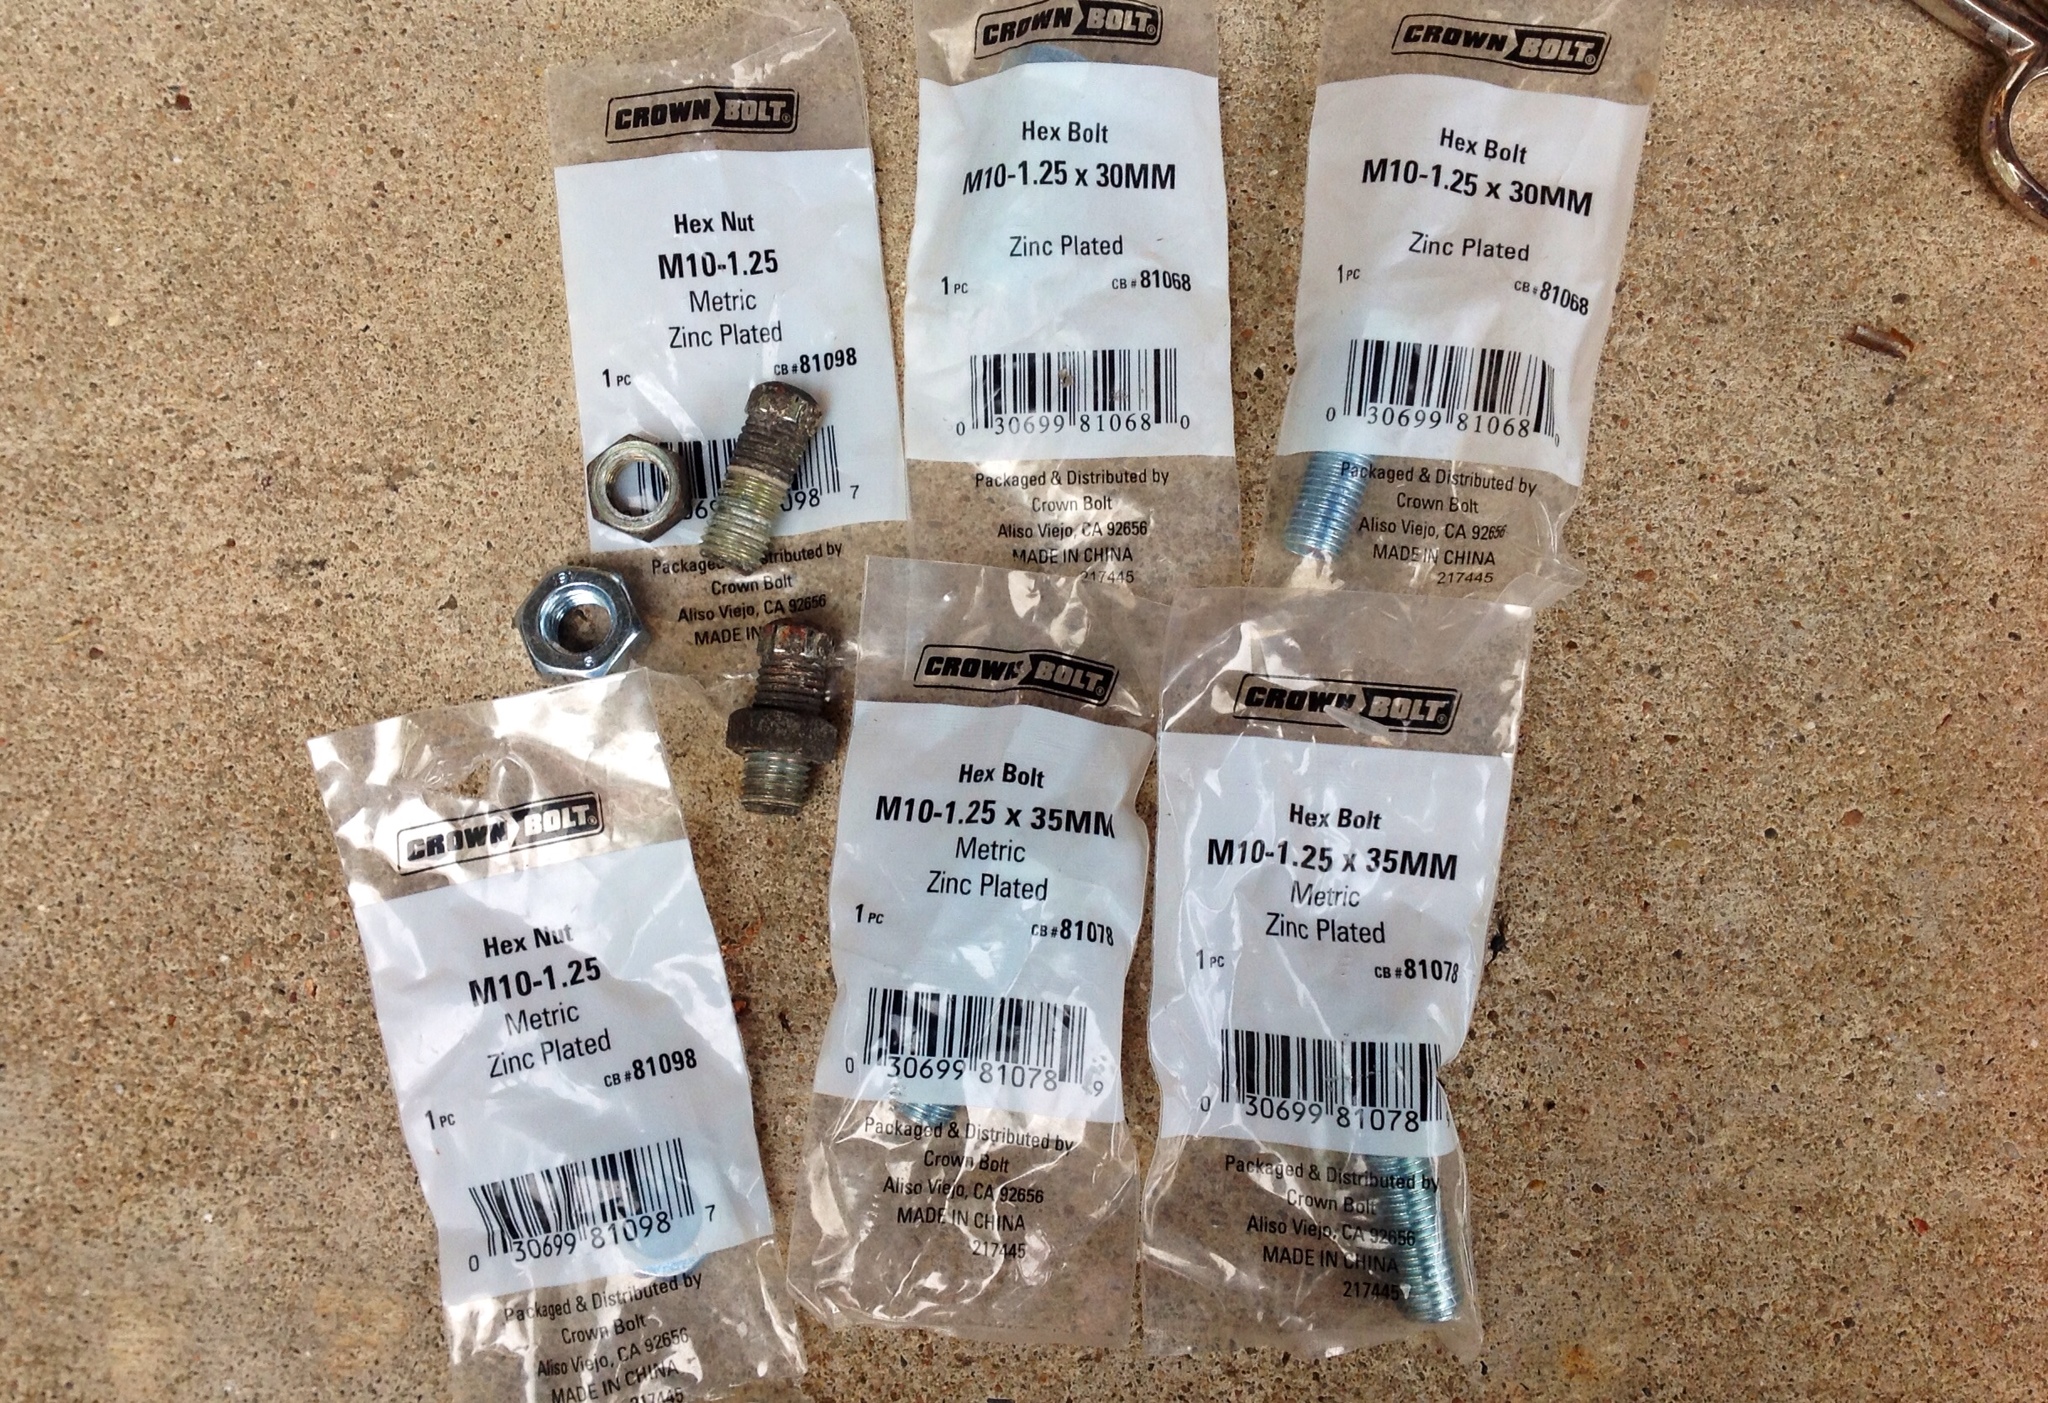 CROWN BOLT®
Hex Nut
M10-1.25
Metric
Zinc Plated
1 PC CB # 81098
098 7
Packaged & Distributed by
Crown Bolt
Aliso Viejo, CA 92656
MADE IN
CROWN BOLT®
Hex Bolt
M10-1.25 x 30MM
Zinc Plated
1 PC CB # 81068
0 30699 81068 0
Packaged & Distributed by
Crown Bolt
Aliso Viejo, CA 92656
MADE IN CHINA
217445
CROWN BOLT®
Hex Bolt
M10-1.25 x 30MM
Zinc Plated
1 PC CB # 81068
0 30699 81068 0
Packaged & Distributed by
Crown Bolt
Aliso Viejo, CA 92656
MADE IN CHINA
217445
CROWN BOLT®
Hex Nut
M10-1.25
Metric
Zinc Plated
CB # 81098
1 PC
0 30699 81098 7
Packaged & Distributed by
Crown Bolt
Aliso Viejo, CA 92656
MADE IN CHINA
217445
CROWN BOLT®
Hex Bolt
M10-1.25 x 35MM
Metric
Zinc Plated
1 PC CB # 81078
0 30699 81078 9
Packaged & Distributed by
Crown Bolt
Aliso Viejo, CA 92656
MADE IN CHINA
217445
CROWN BOLT®
Hex Bolt
M10-1.25 x 35MM
Metric
Zinc Plated
1 PC CB # 81078
0 30699 81078
Packaged & Distributed by
Crown Bolt
Aliso Viejo, CA 92656
MADE IN CHINA
217445